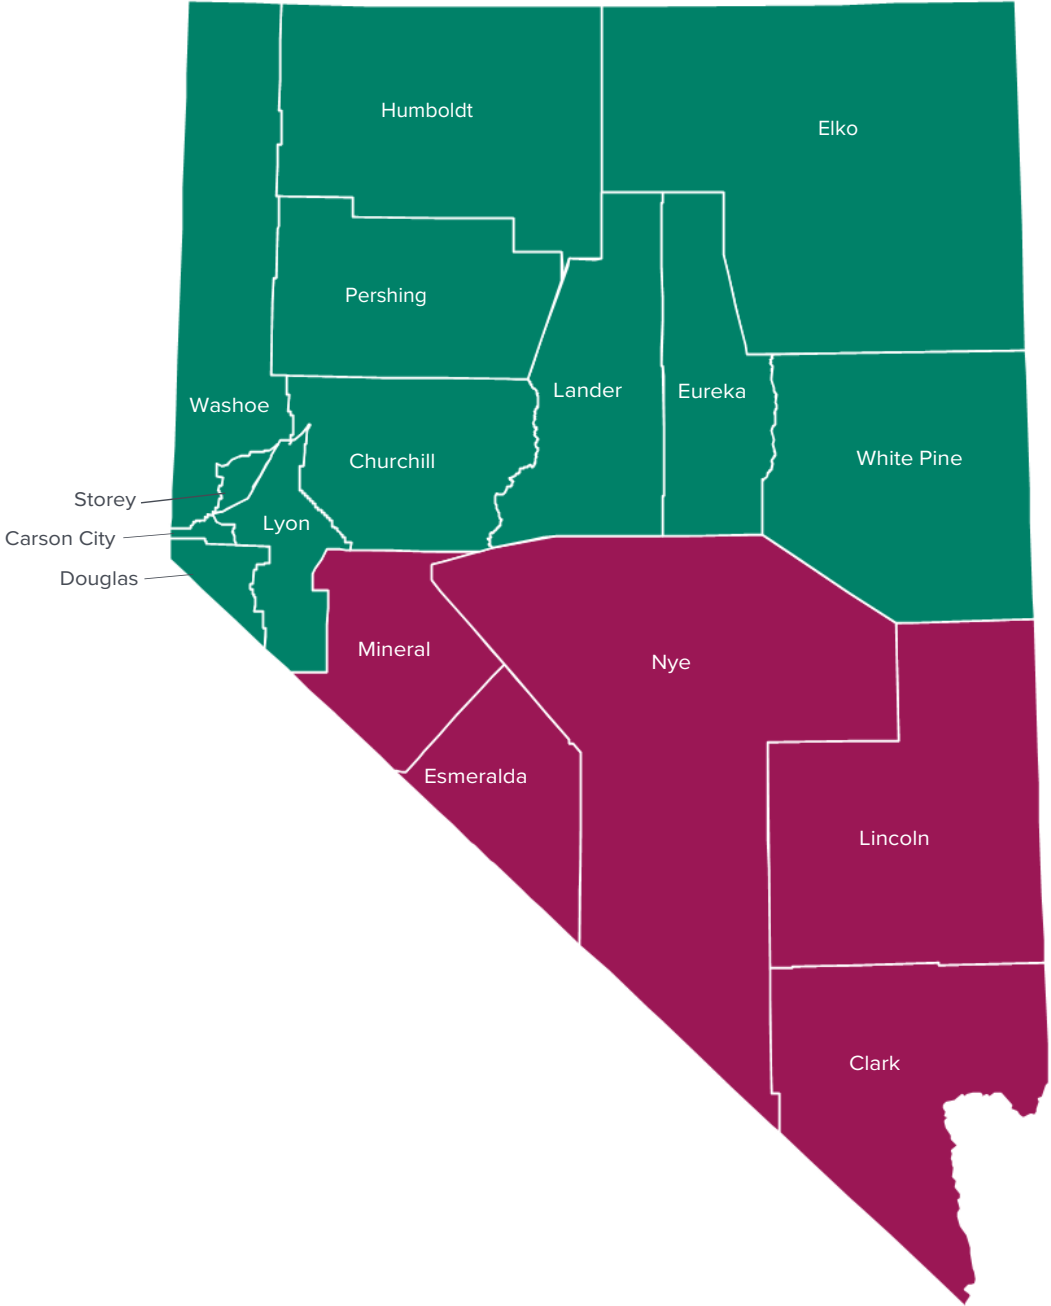 Humboldt
Elko
Pershing
Lander
Eureka
Washoe
Churchill
White Pine
Storey
Lyon
Carson City
Douglas
Mineral
Nye
Esmeralda
Lincoln
Clark